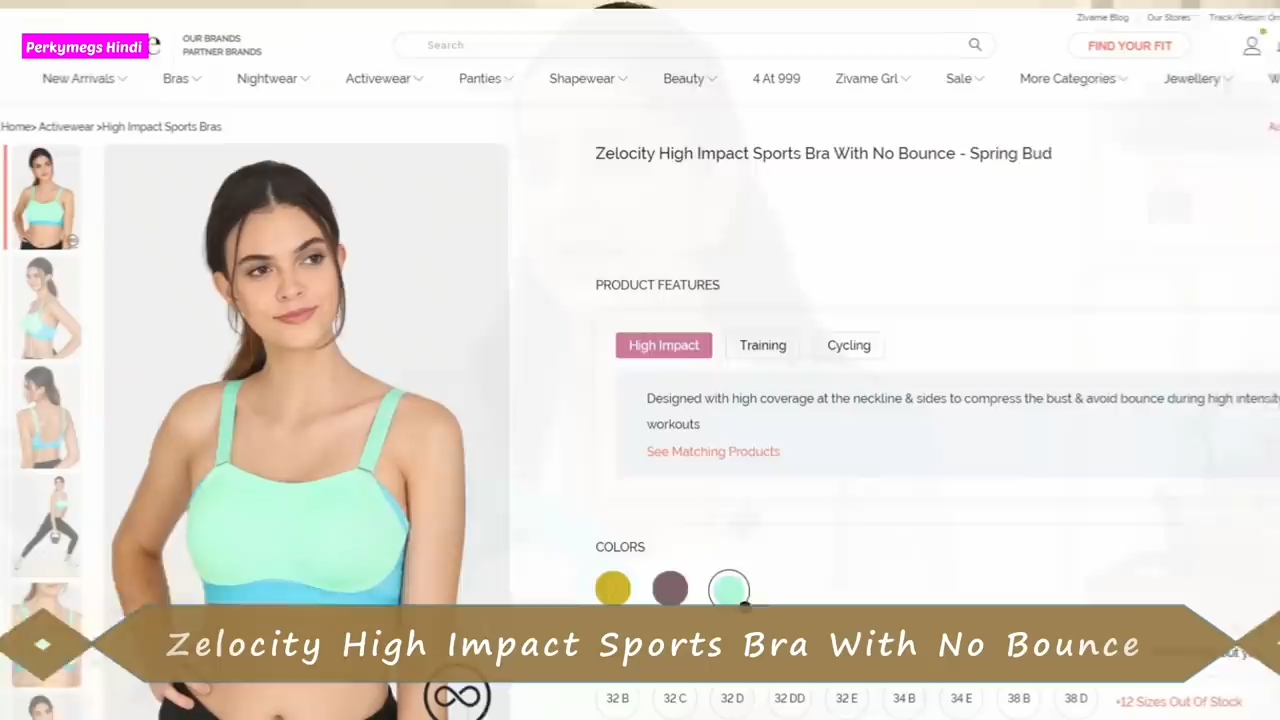 Zivame Blog Our Stores
Perkymegs Hindi
OUR BRANDS
PARTNER BRANDS
Search
FIND YOUR FIT
New Arrivals Bras Nightwear Activewear Panties Shapewear Beauty 4 At 999 Zivame Grl Sale More Categories Jewellery
Home> Activewear >High Impact Sports Bras
Zelocity High Impact Sports Bra With No Bounce - Spring Bud
PRODUCT FEATURES
High Impact Training Cycling
Designed with high coverage at the neckline & sides to compress the bust & avoid bounce during high intensity
workouts
See Matching Products
COLORS
Zelocity High Impact Sports Bra With No Bounce
32 B 32 C 32 D 32 DD 32 E 34 B 34 E 38 B 38 D +12 Sizes Out Of Stock